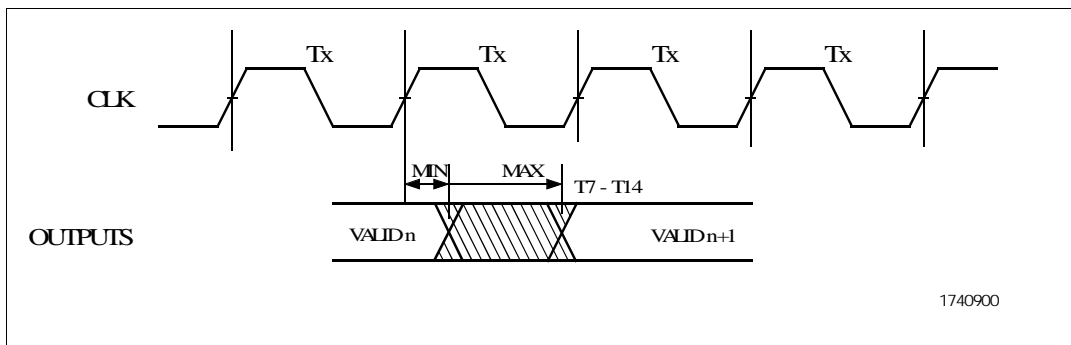 Tx Tx Tx Tx
CLK
MIN MAX
T7 - T14
OUTPUTS VALID n VALID n+1
1740900